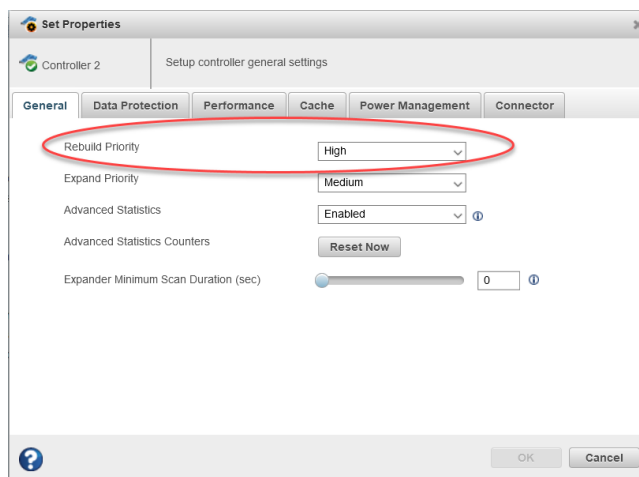 Set Properties
Controller 2
Setup controller general settings
General Data Protection Performance Cache Power Management Connector
Rebuild Priority High
Expand Priority Medium
Advanced Statistics Enabled
Advanced Statistics Counters Reset Now
Expander Minimum Scan Duration (sec) 0
OK Cancel